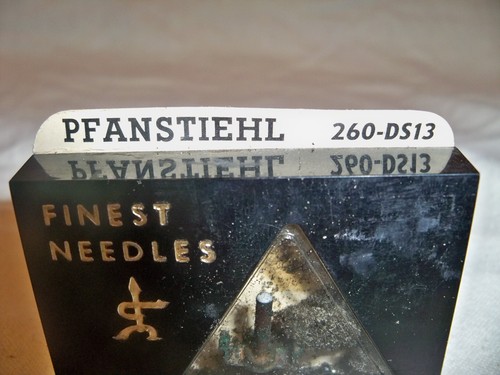 PFANSTIEHL 260-DS13
FINEST
NEEDLES